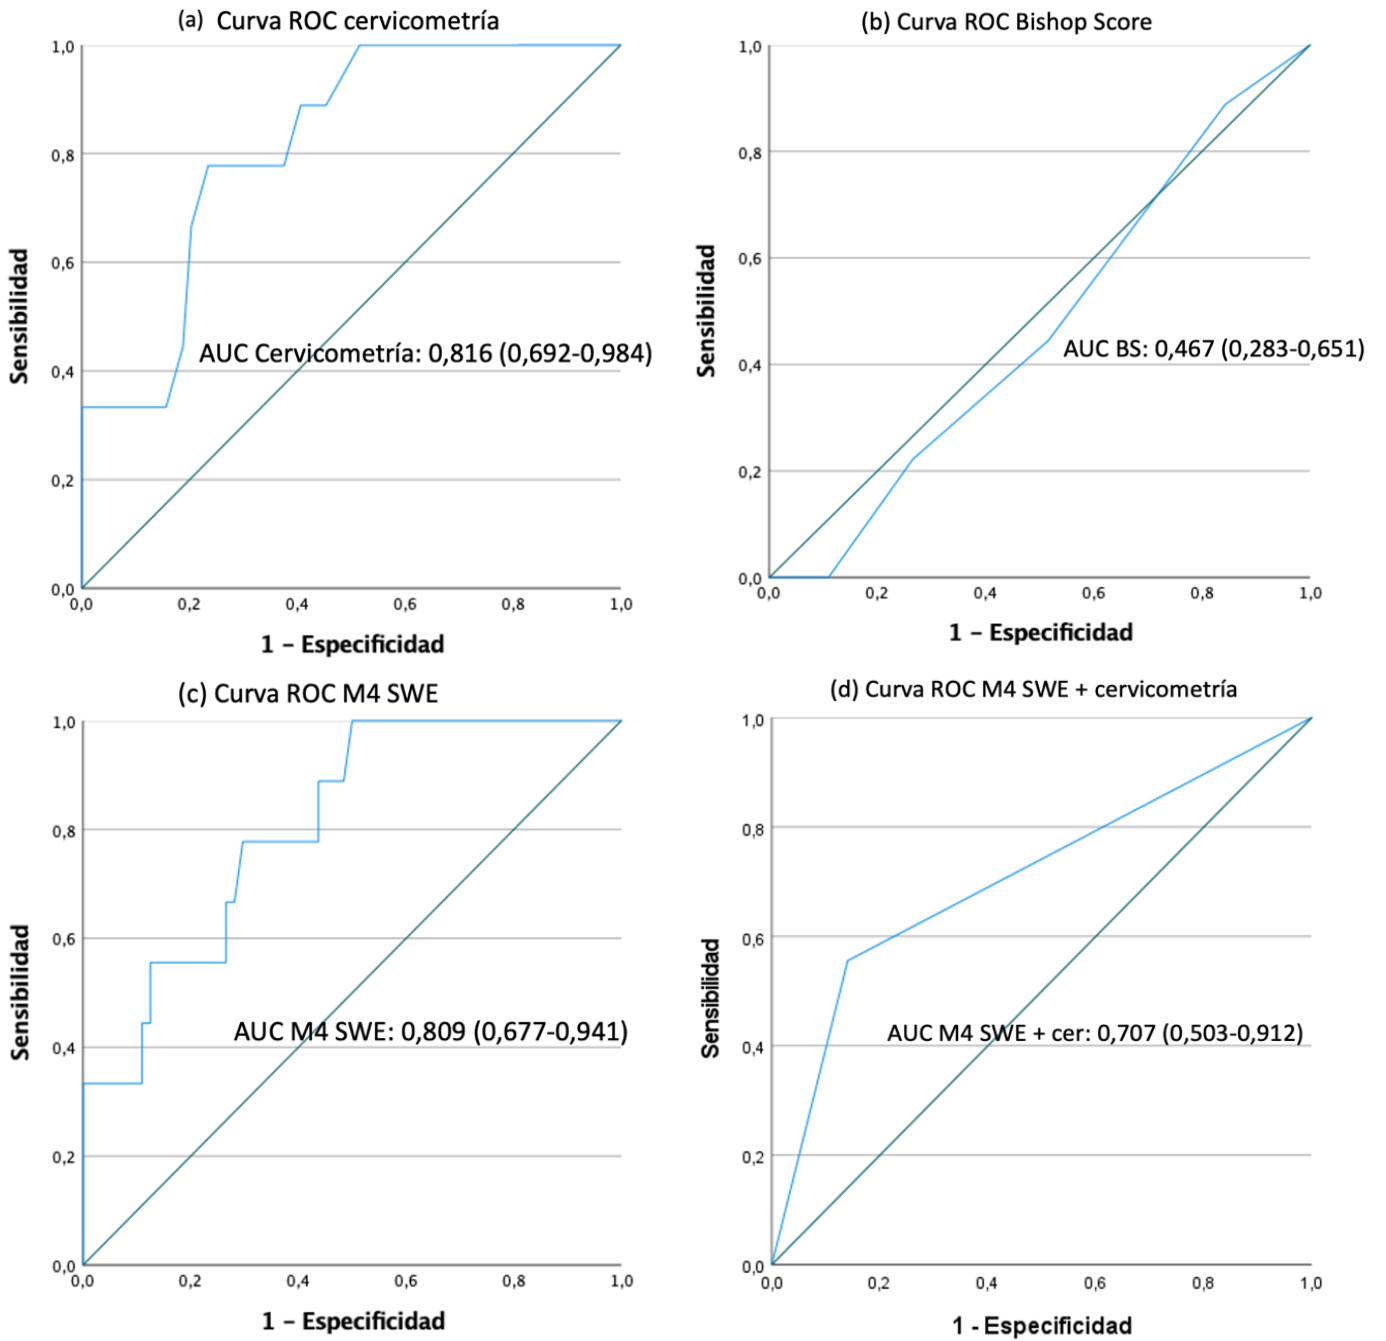 (a) Curva ROC cervicometría
1,0
0,8
0,6
0,4
0,2
0,0
0,0 0,2 0,4 0,6 0,8 1,0
Sensibilidad
AUC Cervicometría: 0,816 (0,692-0,984)
1 – Especificidad
(b) Curva ROC Bishop Score
1,0
0,8
0,6
0,4
0,2
0,0
0,0 0,2 0,4 0,6 0,8 1,0
Sensibilidad
AUC BS: 0,467 (0,283-0,651)
1 – Especificidad
(c) Curva ROC M4 SWE
1,0
0,8
0,6
0,4
0,2
0,0
0,0 0,2 0,4 0,6 0,8 1,0
Sensibilidad
AUC M4 SWE: 0,809 (0,677-0,941)
1 – Especificidad
(d) Curva ROC M4 SWE + cervicometría
1,0
0,8
0,6
0,4
0,2
0,0
0,0 0,2 0,4 0,6 0,8 1,0
Sensibilidad
AUC M4 SWE + cer: 0,707 (0,503-0,912)
1 - Especificidad